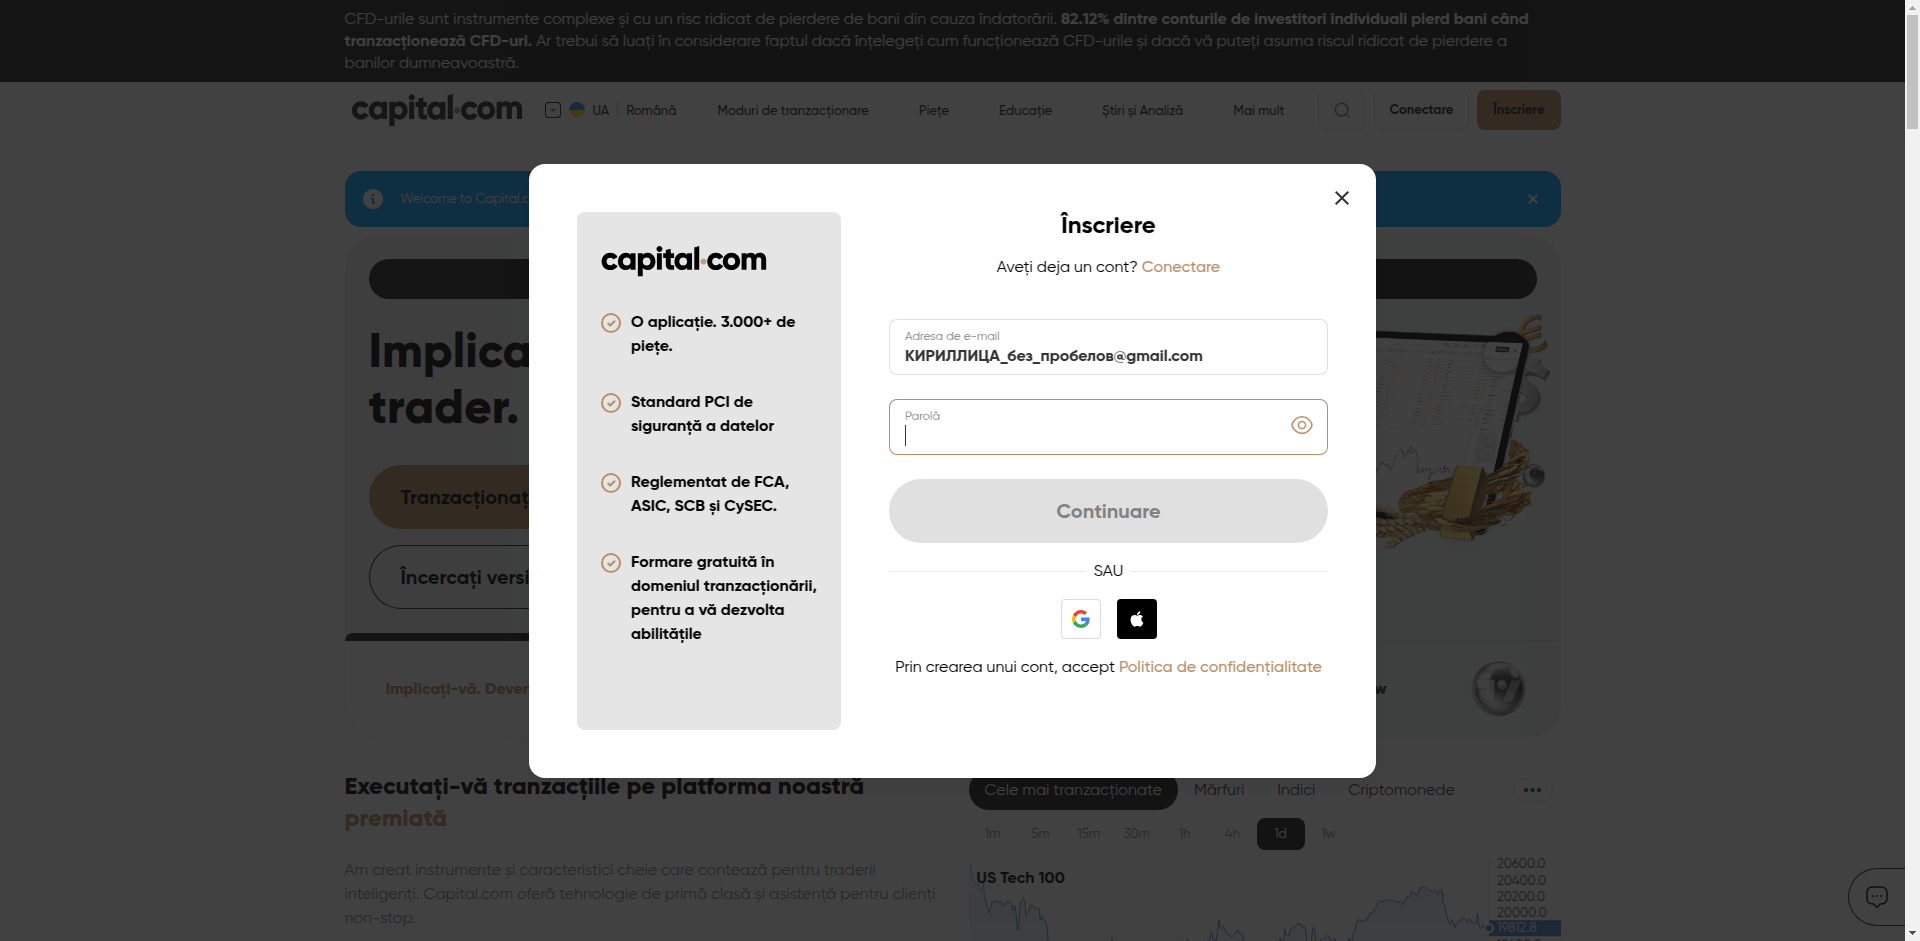 CFD-urile sunt instrumente complexe și cu un risc ridicat de pierdere de bani din cauza îndatorării. 82.12% dintre conturile de investitori individuali pierd bani când
tranzacționează CFD-uri. Ar trebui să luați în considerare faptul dacă înțelegeți cum funcționează CFD-urile și dacă vă puteți asuma riscul ridicat de pierdere a
banilor dumneavoastră.
capital.com UA Română Moduri de tranzacționare Piețe Educație Știri și Analiză Mai mult Conectare Înscriere
Welcome to Capital.c
Implica
trader.
Tranzacționaț
Încercați versi
Implicați-vă. Deven
capital.com
O aplicație. 3.000+ de
piețe.
Standard PCI de
siguranță a datelor
Reglementat de FCA,
ASIC, SCB și CySEC.
Formare gratuită în
domeniul tranzacționării,
pentru a vă dezvolta
abilitățile
Înscriere
Aveți deja un cont? Conectare
Adresa de e-mail
КИРИЛЛИЦА_без_пробелов@gmail.com
Parolă
Continuare
SAU
Prin crearea unui cont, accept Politica de confidențialitate
w
Executați-vă tranzacțiile pe platforma noastră
premiată
Am creat instrumente și caracteristici cheie care contează pentru traderii
inteligenți. Capital.com oferă tehnologie de primă clasă și asistență pentru clienți
non-stop.
Cele mai tranzacționate Mărfuri Indici Criptomonede
1m 5m 15m 30m 1h 4h 1d 1w
US Tech 100
20600.0
20400.0
20200.0
20000.0
19812.8